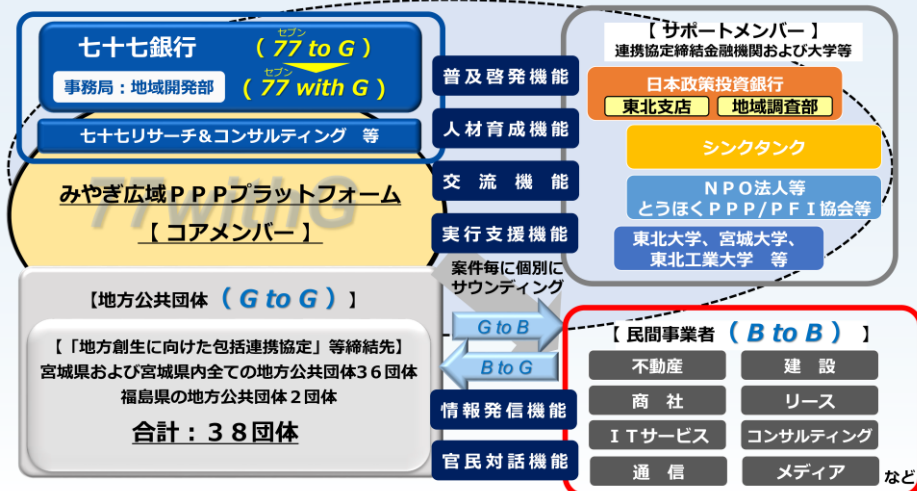 七十七銀行
セブン
( 77 to G )
事務局：地域開発部
セブン
( 77 with G )
七十七リサーチ&コンサルティング 等
みやぎ広域PPPプラットフォーム
77withG
【 コアメンバー 】
普及啓発機能
人材育成機能
交流機能
実行支援機能
【 サポートメンバー 】
連携協定締結金融機関および大学等
日本政策投資銀行
東北支店
地域調査部
シンクタンク
NPO法人等
とうほくPPP/PFI協会等
東北大学、宮城大学、
東北工業大学 等
【地方公共団体 ( G to G ) 】
【「地方創生に向けた包括連携協定」等締結先】
宮城県および宮城県内全ての地方公共団体36団体
福島県の地方公共団体2団体
合計：38団体
案件毎に個別に
サウンディング
G to B
B to G
情報発信機能
官民対話機能
【 民間事業者 ( B to B ) 】
不動産
建設
商社
リース
ITサービス
コンサルティング
通信
メディア
など